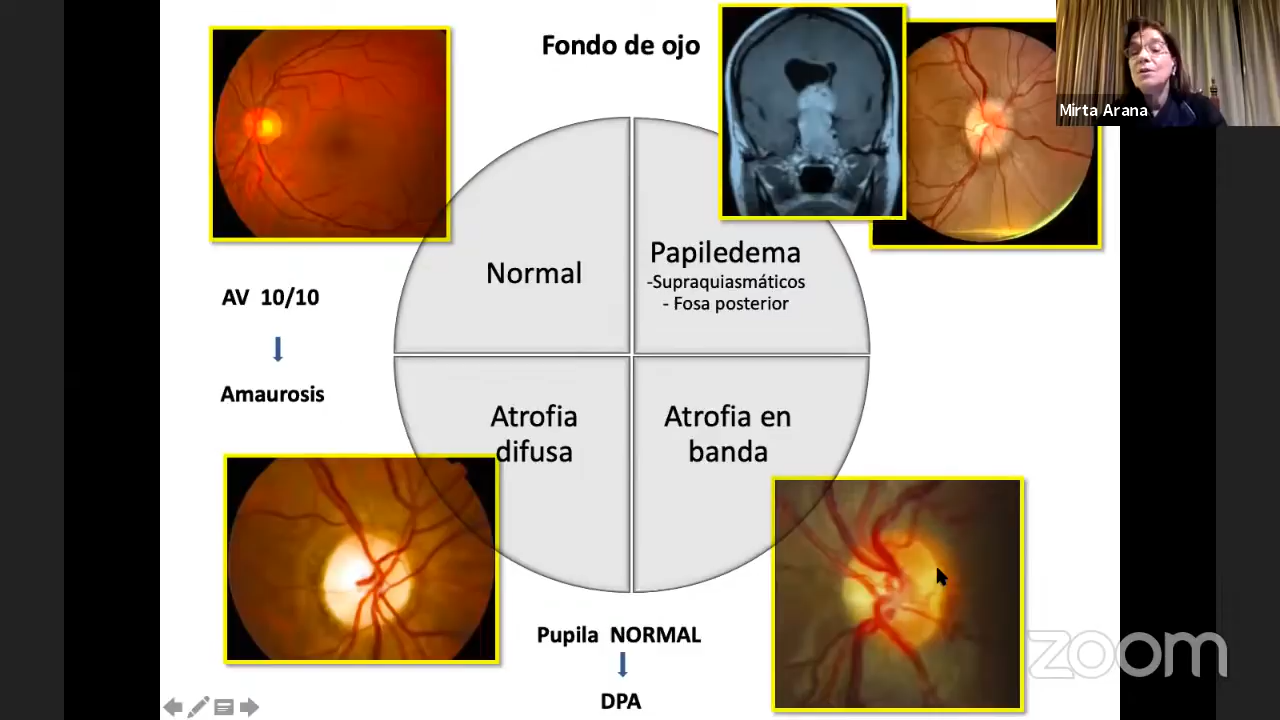 Fondo de ojo
Mirta Arana
Normal
Papiledema
-Supraquiasmáticos
- Fosa posterior
AV 10/10
Amaurosis
Atrofia
difusa
Atrofia en
banda
Pupila NORMAL
DPA
zoom